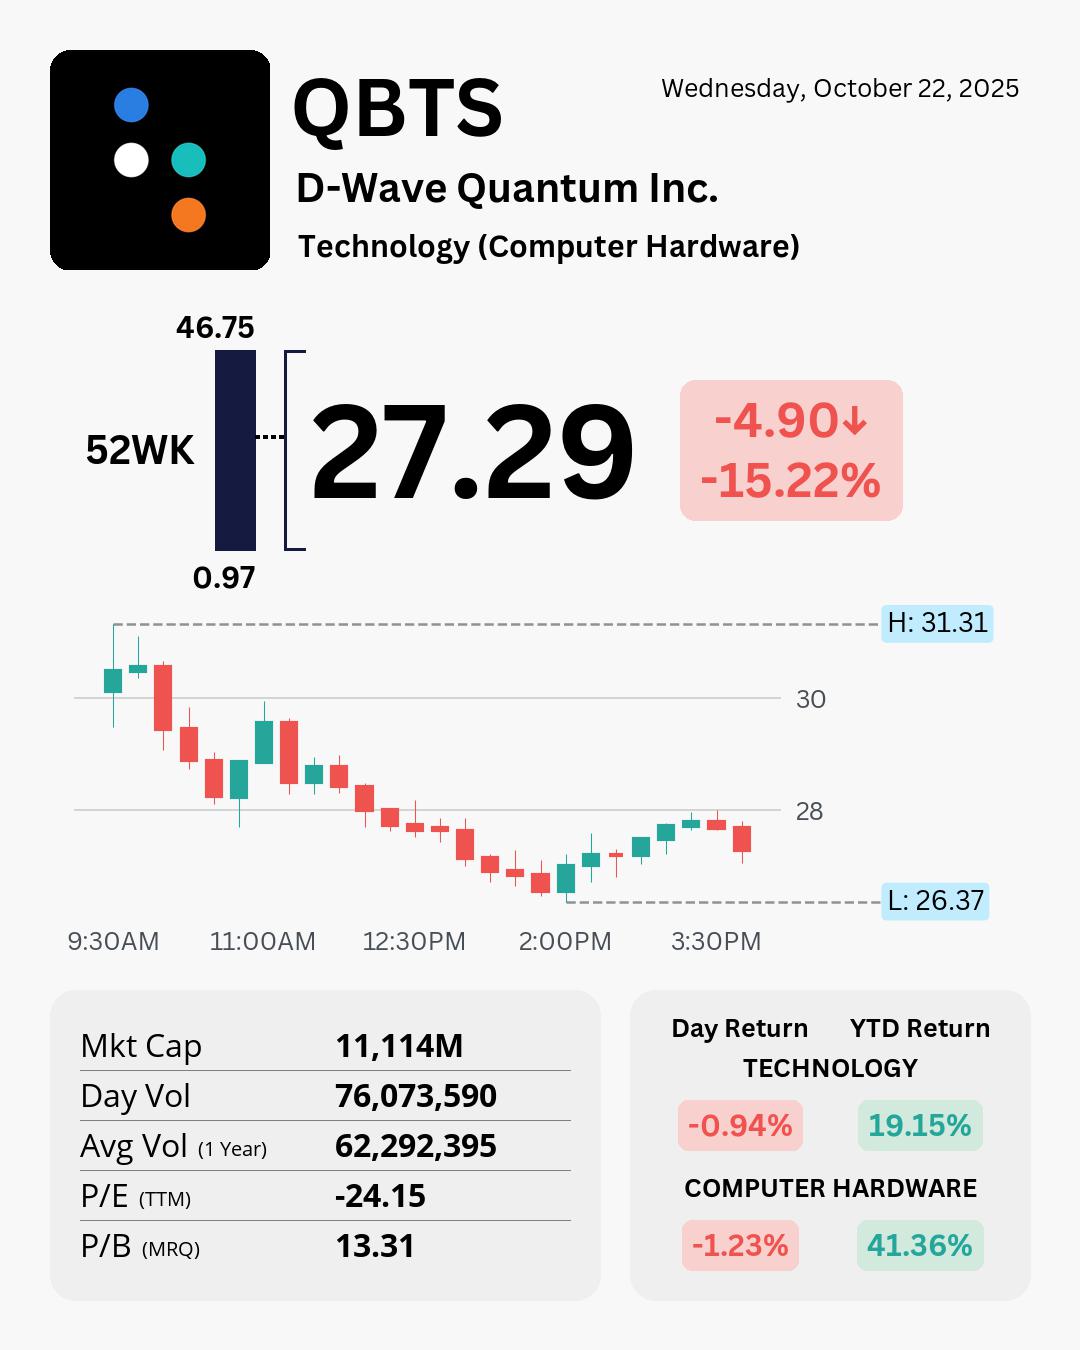 QBTS
Wednesday, October 22, 2025
D-Wave Quantum Inc.
Technology (Computer Hardware)
46.75
52WK
27.29
-4.90↓
-15.22%
0.97
H: 31.31
30
28
L: 26.37
9:30AM 11:00AM 12:30PM 2:00PM 3:30PM
Mkt Cap 11,114M
Day Vol 76,073,590
Avg Vol (1 Year) 62,292,395
P/E (TTM) -24.15
P/B (MRQ) 13.31
Day Return YTD Return
TECHNOLOGY
-0.94% 19.15%
COMPUTER HARDWARE
-1.23% 41.36%